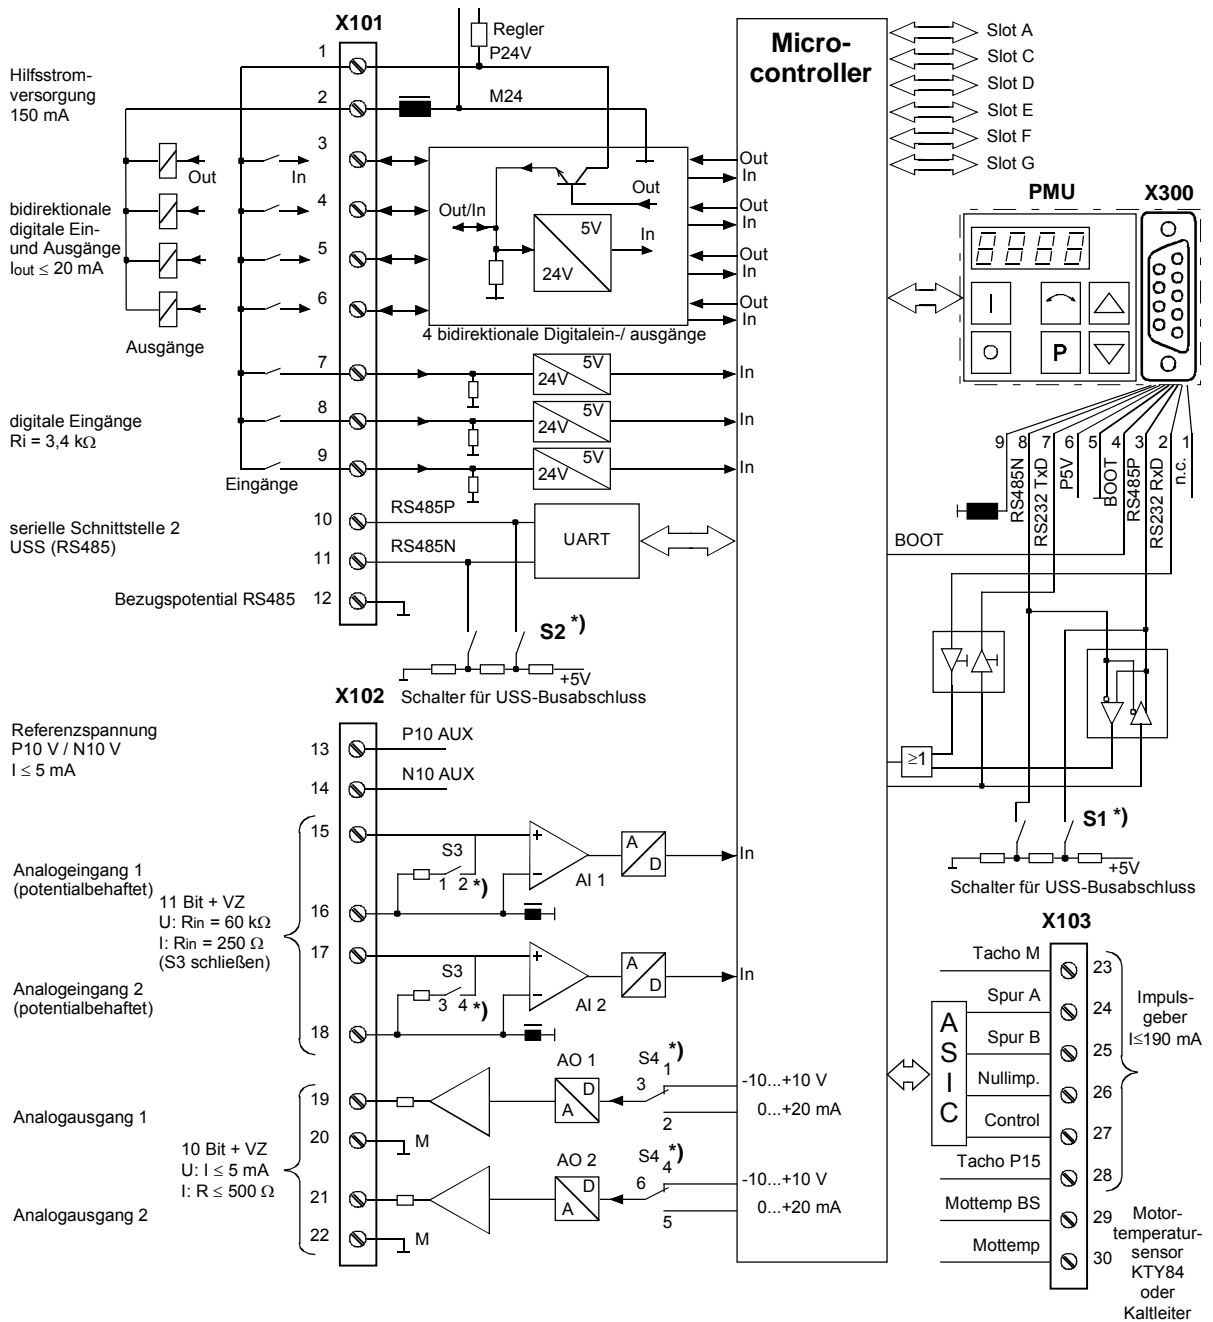 X101
Regler
P24V
M24
Micro-
controller
Slot A
Slot C
Slot D
Slot E
Slot F
Slot G
Hilfsstrom-
versorgung
150 mA
1
2
3
4
5
6
7
8
9
10
11
12
Out
In
bidirektionale
digitale Ein-
und Ausgänge
Iout ≤ 20 mA
Ausgänge
Out/In
Out
In
5V
24V
Out
In
Out
In
Out
In
Out
In
4 bidirektionale Digitalein-/ ausgänge
PMU
X300
8888
P
digitale Eingänge
Ri = 3,4 kΩ
Eingänge
5V
24V
In
5V
24V
In
5V
24V
In
9 8 7 6 5 4 3 2 1
RS485N
RS232 TxD
P5V
BOOT
RS485P
RS232 RxD
n.c.
serielle Schnittstelle 2
USS (RS485)
RS485P
RS485N
UART
BOOT
Bezugspotential RS485
S2 *)
+5V
Schalter für USS-Busabschluss
≥1
S1 *)
+5V
Schalter für USS-Busabschluss
X102
Referenzspannung
P10 V / N10 V
I ≤ 5 mA
13
14
15
16
17
18
19
20
21
22
P10 AUX
N10 AUX
Analogeingang 1
(potentialbehaftet)
11 Bit + VZ
U: Rin = 60 kΩ
I: Rin = 250 Ω
(S3 schließen)
Analogeingang 2
(potentialbehaftet)
S3
1 2 *)
+
−
AI 1
A
D
In
S3
3 4 *)
+
−
AI 2
A
D
In
Analogausgang 1
10 Bit + VZ
U: I ≤ 5 mA
I: R ≤ 500 Ω
Analogausgang 2
M
M
AO 1
D
A
S4 *)
1
3
2
-10...+10 V
0...+20 mA
AO 2
D
A
S4 *)
4
6
5
-10...+10 V
0...+20 mA
X103
ASIC
Tacho M
23
Spur A
24
Spur B
25
Nullimp.
26
Control
27
Tacho P15
28
Mottemp BS
29
Mottemp
30
Impuls-
geber
I≤190 mA
Motor-
temperatur-
sensor
KTY84
oder
Kaltleiter